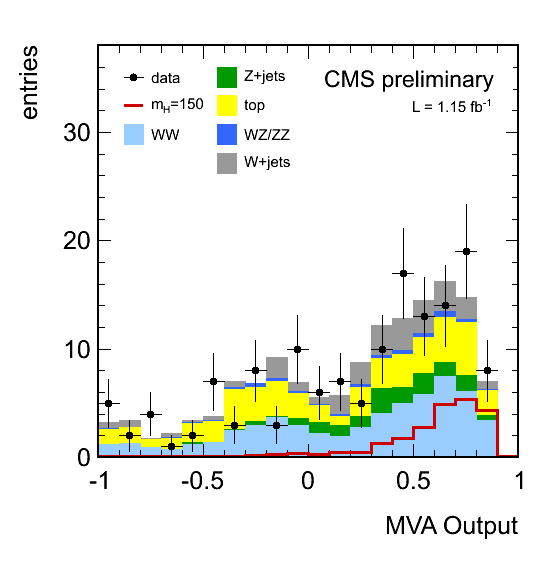 entries
CMS preliminary
L = 1.15 fb-1
data
mH=150
WW
Z+jets
top
WZ/ZZ
W+jets
30
20
10
0
-1 -0.5 0 0.5 1
MVA Output